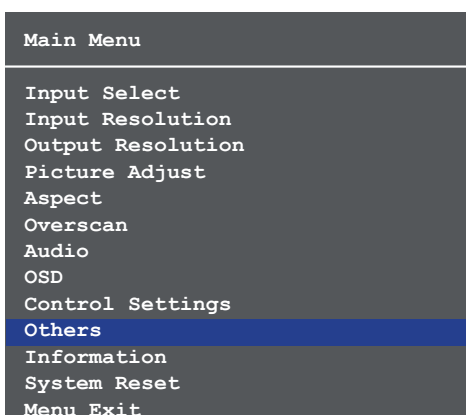 Main Menu
Input Select
Input Resolution
Output Resolution
Picture Adjust
Aspect
Overscan
Audio
OSD
Control Settings
Others
Information
System Reset
Menu Exit